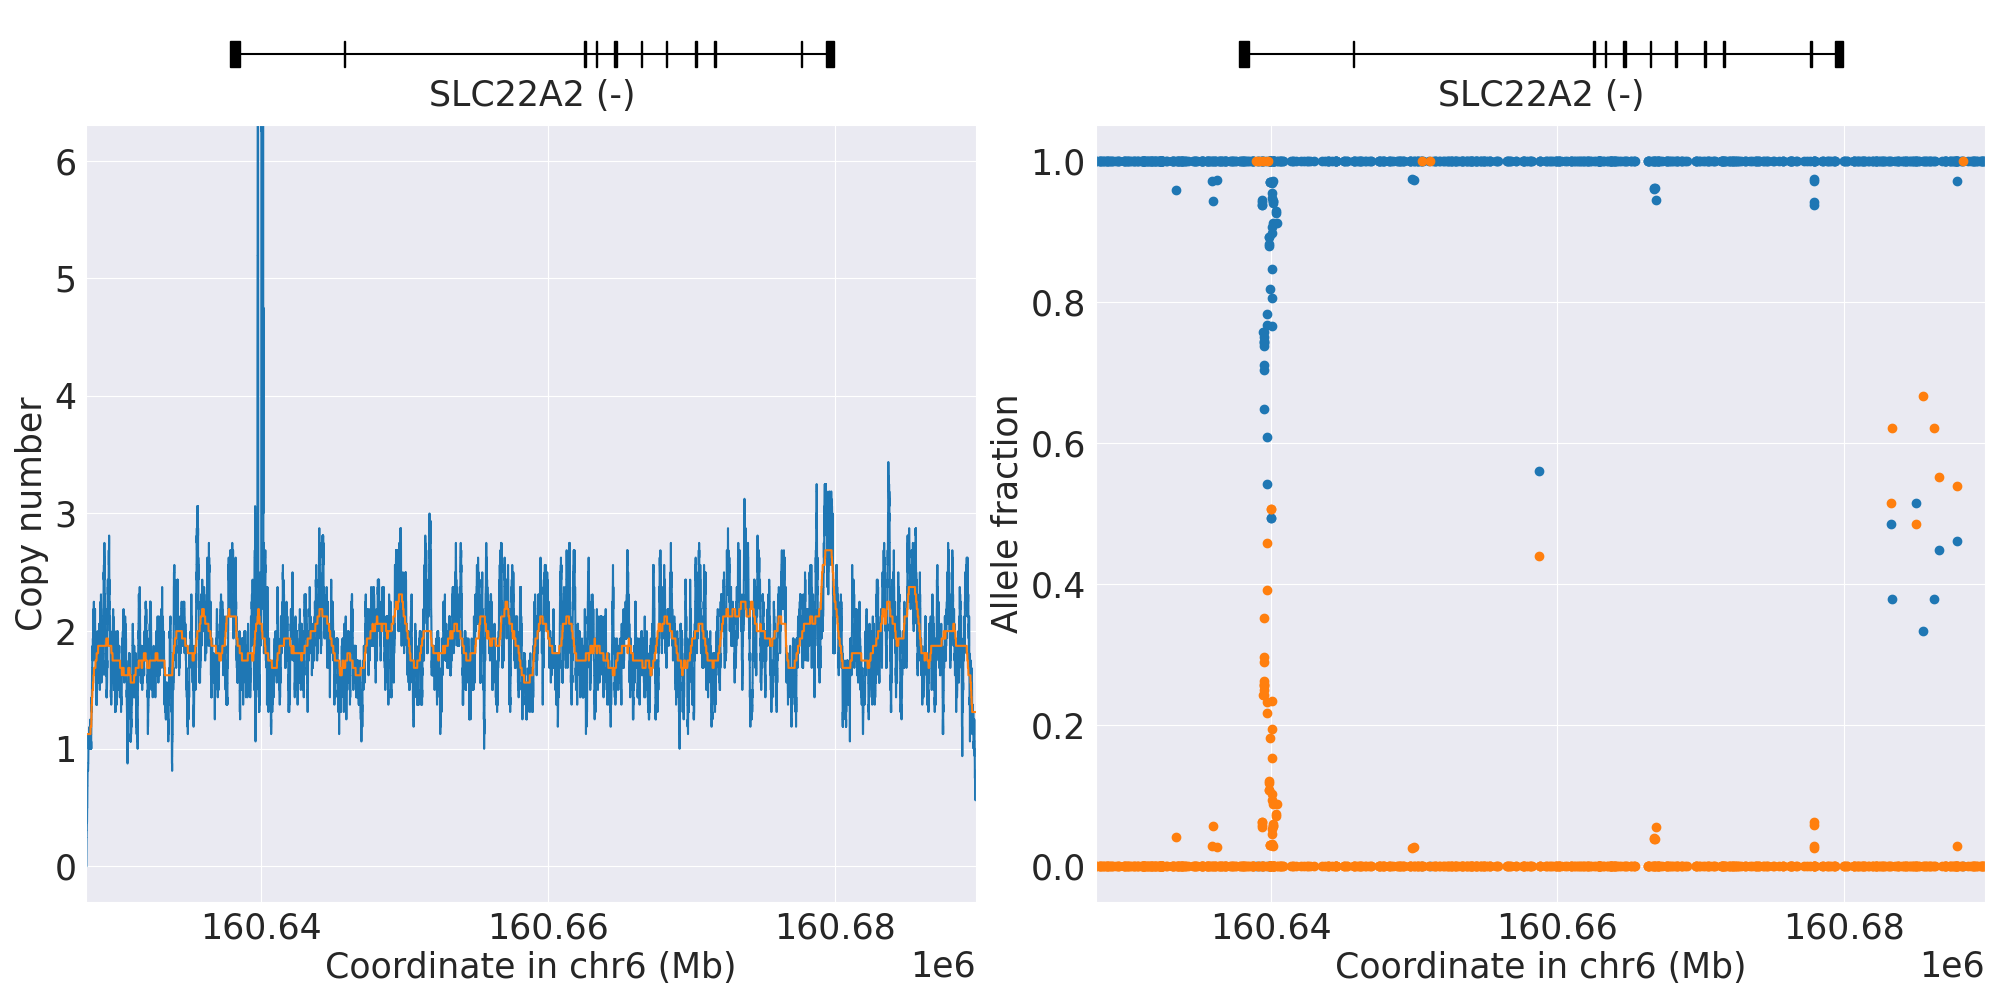 SLC22A2 (-)
6
5
4
3
2
1
0
Copy number
160.64 160.66 160.68
Coordinate in chr6 (Mb) 1e6
SLC22A2 (-)
1.0
0.8
0.6
0.4
0.2
0.0
Allele fraction
160.64 160.66 160.68
Coordinate in chr6 (Mb) 1e6